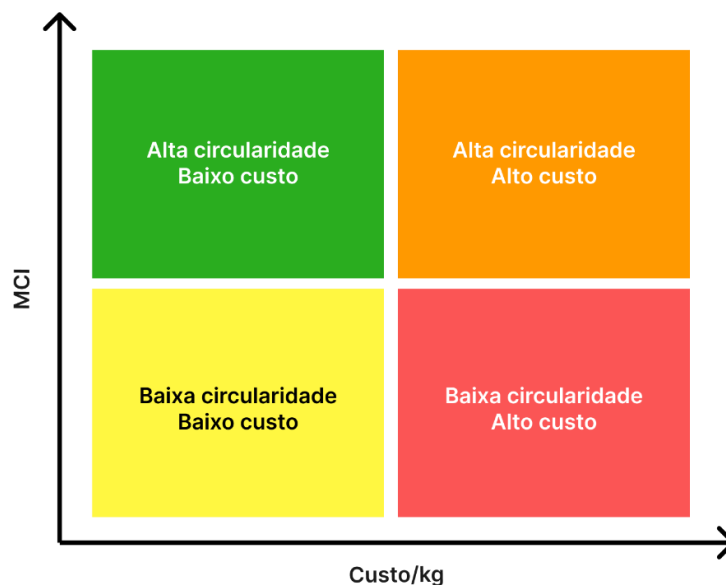 Alta circularidade
Baixo custo
Alta circularidade
Alto custo
MCI
Baixa circularidade
Baixo custo
Baixa circularidade
Alto custo
Custo/kg